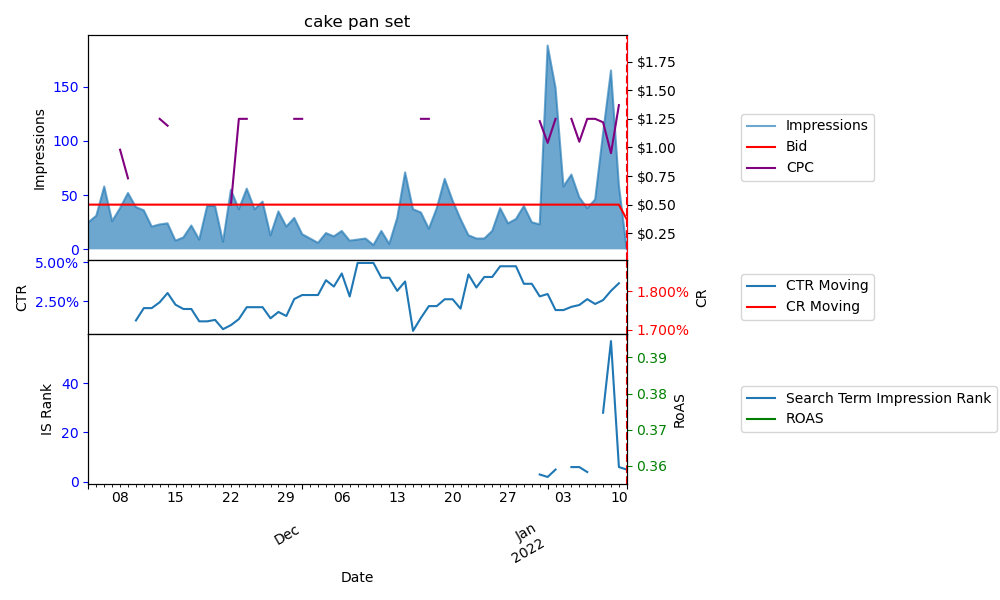 cake pan set
Impressions
150
100
50
0
$1.75
$1.50
$1.25
$1.00
$0.75
$0.50
$0.25
Impressions
Bid
CPC
CTR
5.00%
2.50%
1.800%
1.700%
CR
CTR Moving
CR Moving
IS Rank
40
20
0
0.39
0.38
0.37
0.36
RoAS
Search Term Impression Rank
ROAS
08 15 22 29 06 13 20 27 03 10
Dec
Jan
2022
Date